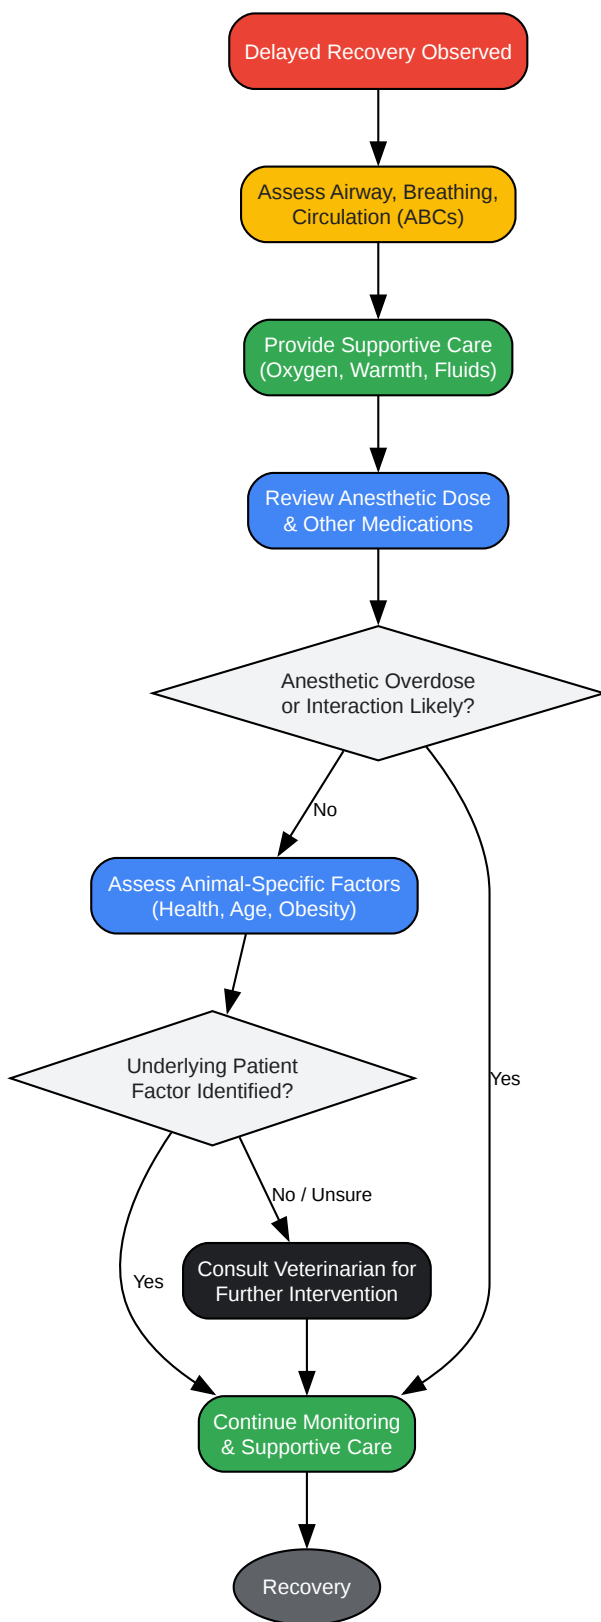 Delayed Recovery Observed
Assess Airway, Breathing,
Circulation (ABCs)
Provide Supportive Care
(Oxygen, Warmth, Fluids)
Review Anesthetic Dose
& Other Medications
Anesthetic Overdose
or Interaction Likely?
No
Assess Animal-Specific Factors
(Health, Age, Obesity)
Underlying Patient
Factor Identified?
Yes
No / Unsure
Consult Veterinarian for
Further Intervention
Yes
Continue Monitoring
& Supportive Care
Recovery